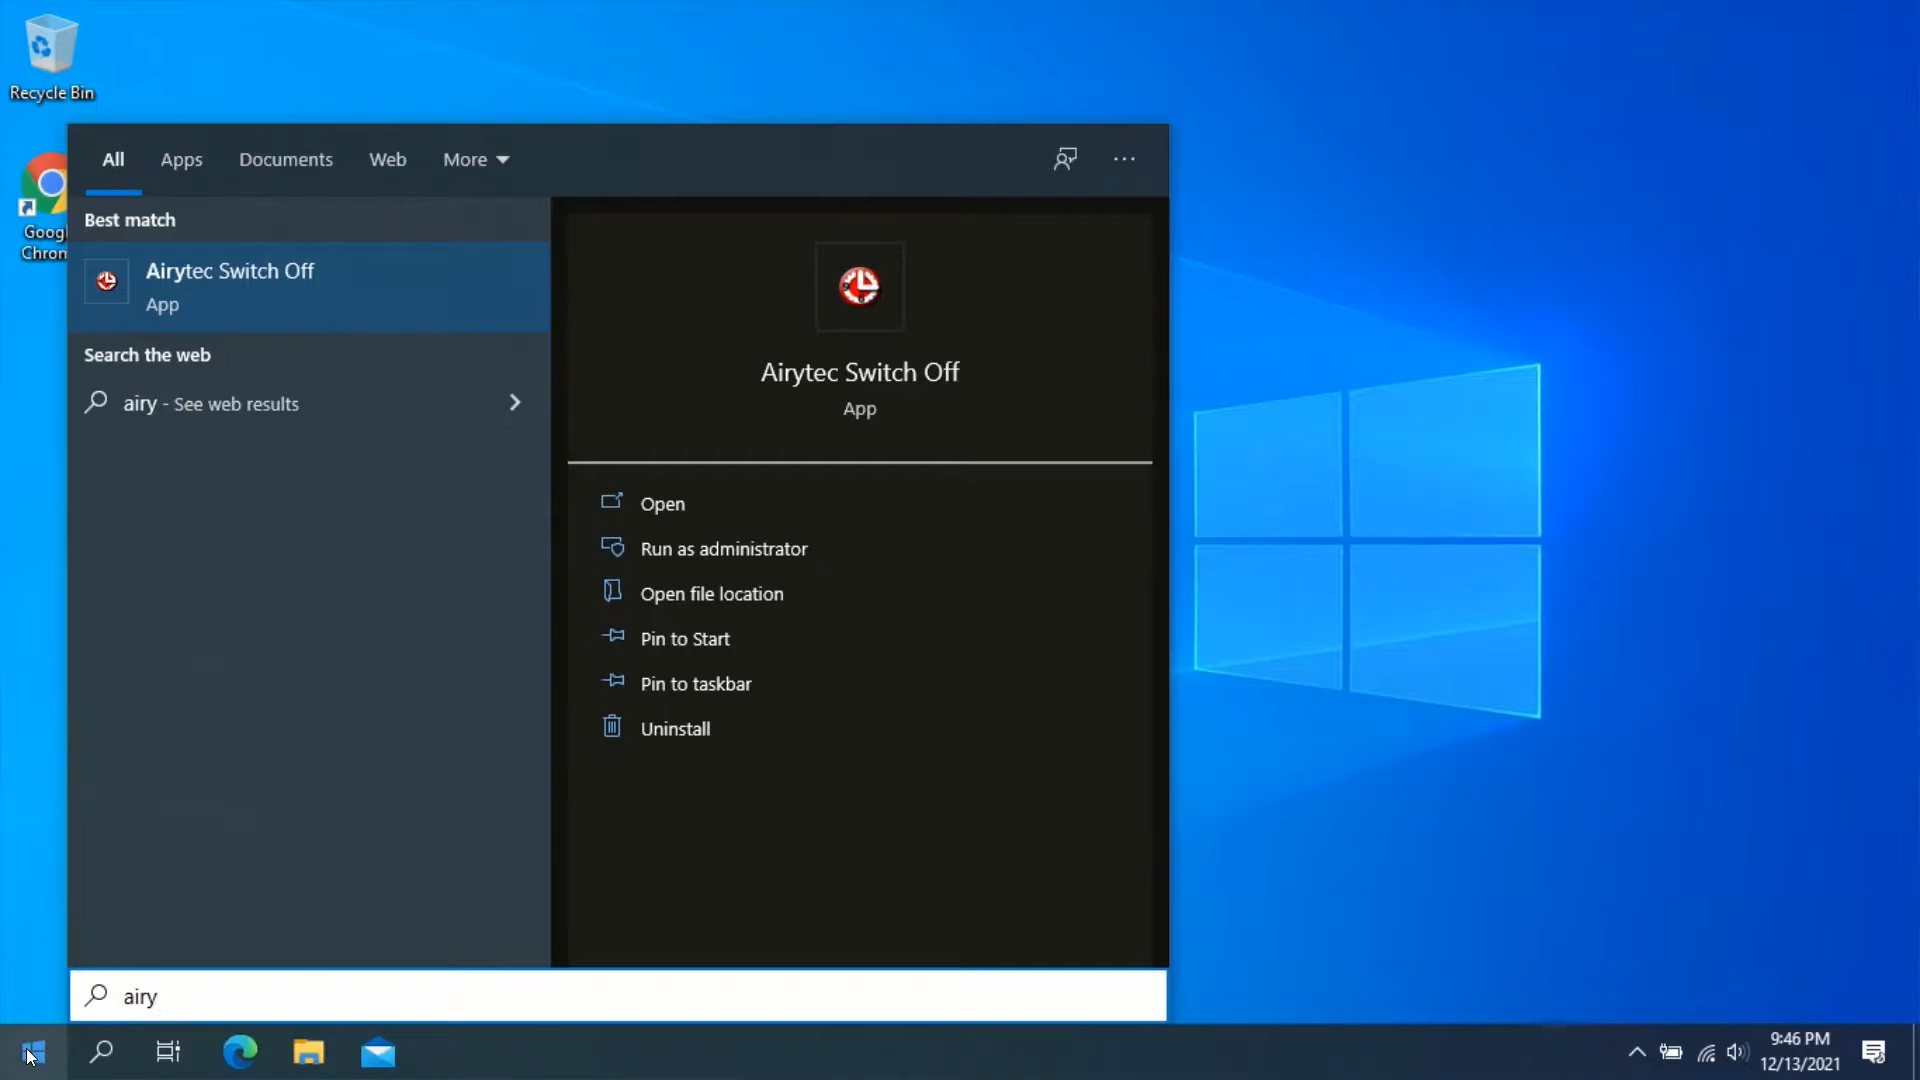 Recycle Bin
Googl
Chrom
All Apps Documents Web More
Best match
Airytec Switch Off
App
Search the web
airy - See web results
Airytec Switch Off
App
Open
Run as administrator
Open file location
Pin to Start
Pin to taskbar
Uninstall
airy
9:46 PM
12/13/2021